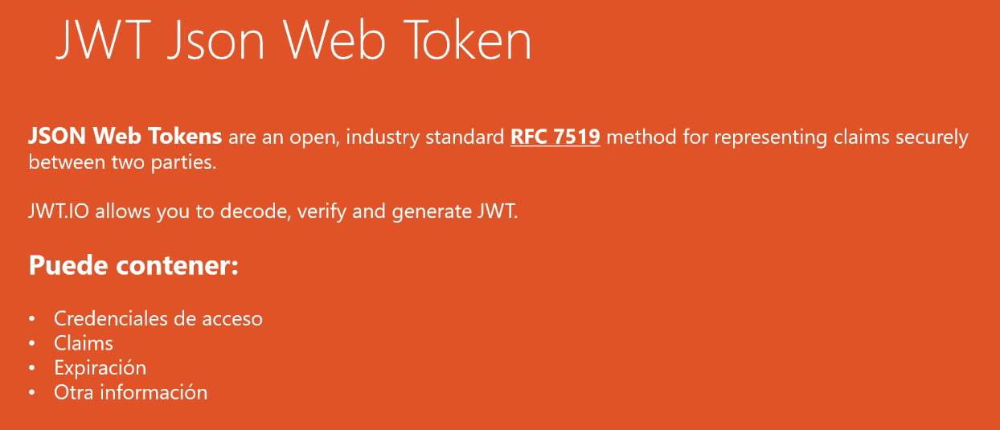 JWT Json Web Token
JSON Web Tokens are an open, industry standard RFC 7519 method for representing claims securely
between two parties.
JWT.IO allows you to decode, verify and generate JWT.
Puede contener:
• Credenciales de acceso
• Claims
• Expiración
• Otra información